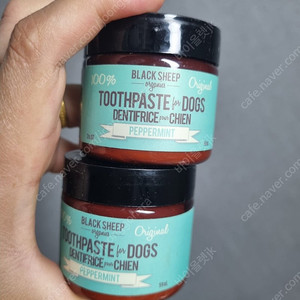 100%
BLACK SHEEP
organics
Original
TOOTHPASTE for DOGS
DENTIFRICE pour CHIEN
PEPPERMINT
BLACK SHEEP
organics
Original
TOOTHPASTE for DOGS
DENTIFRICE pour CHIEN
PEPPERMINT